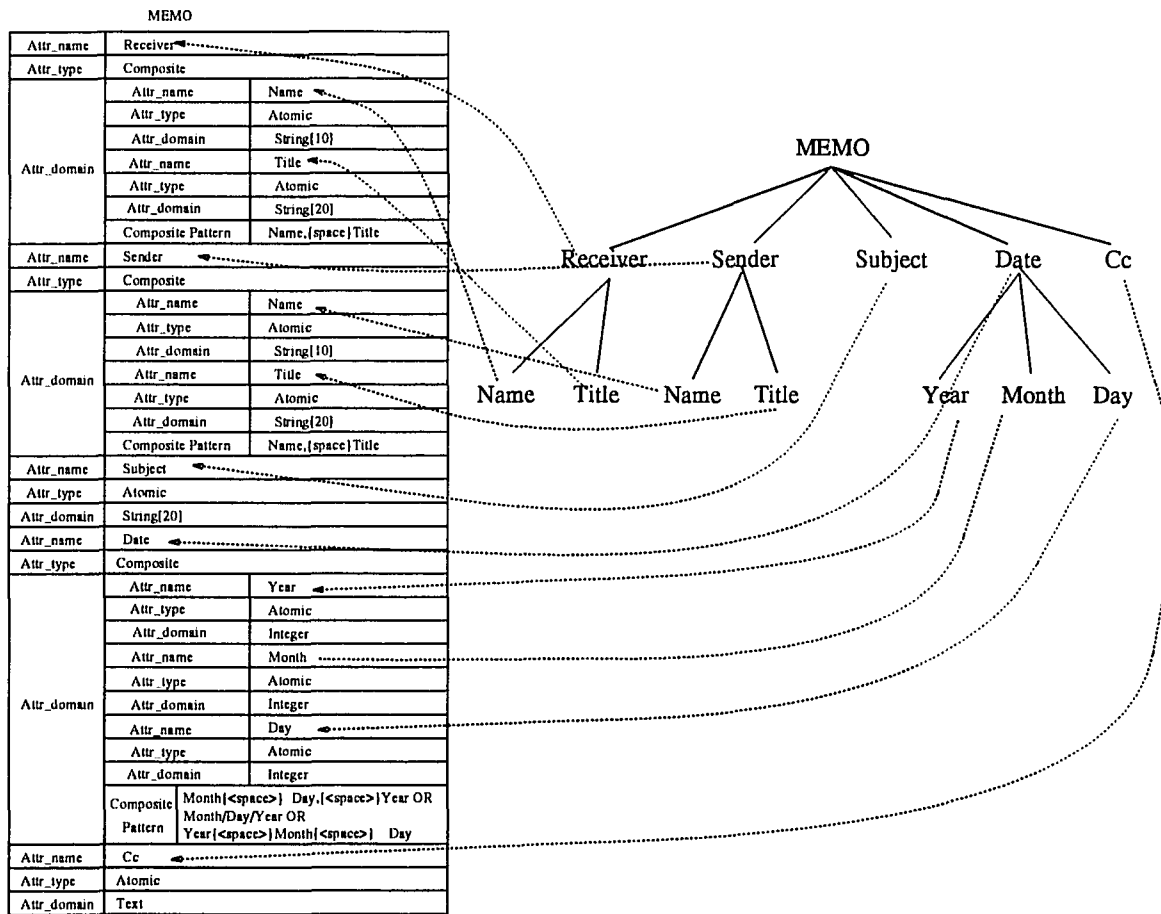 MEMO
Attr_name Receiver
Attr_type Composite
Attr_domain
Attr_name Name
Attr_type Atomic
Attr_domain String{10}
Attr_name Title
Attr_type Atomic
Attr_domain String[20]
Composite Pattern Name,{space}Title
Attr_name Sender
Attr_type Composite
Attr_domain
Attr_name Name
Attr_type Atomic
Attr_domain String[10]
Attr_name Title
Attr_type Atomic
Attr_domain String{20}
Composite Pattern Name,{space}Title
Attr_name Subject
Attr_type Atomic
Attr_domain String[20]
Attr_name Date
Attr_type Composite
Attr_domain
Attr_name Year
Attr_type Atomic
Attr_domain Integer
Attr_name Month
Attr_type Atomic
Attr_domain Integer
Attr_name Day
Attr_type Atomic
Attr_domain Integer
Composite Pattern
Month{<space>} Day,{<space>}Year OR
Month/Day/Year OR
Year{<space>}Month{<space>} Day
Attr_name Cc
Attr_type Atomic
Attr_domain Text
MEMO
Receiver Sender Subject Date Cc
Name Title Name Title Year Month Day